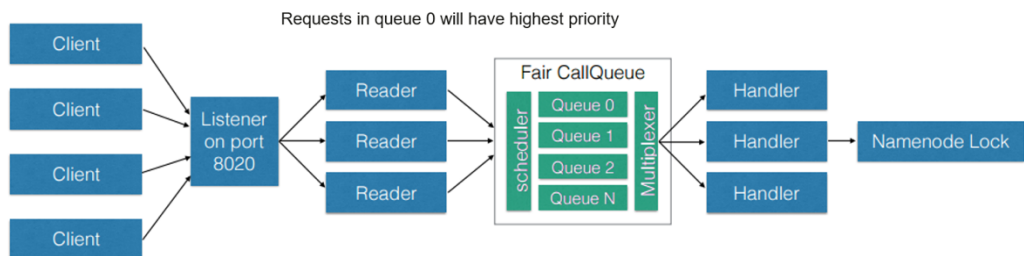 Requests in queue 0 will have highest priority
Client
Client
Client
Client
Listener
on port
8020
Reader
Reader
Reader
Fair CallQueue
scheduler
Queue 0
Queue 1
Queue 2
Queue N
Multiplexer
Handler
Handler
Handler
Namenode Lock